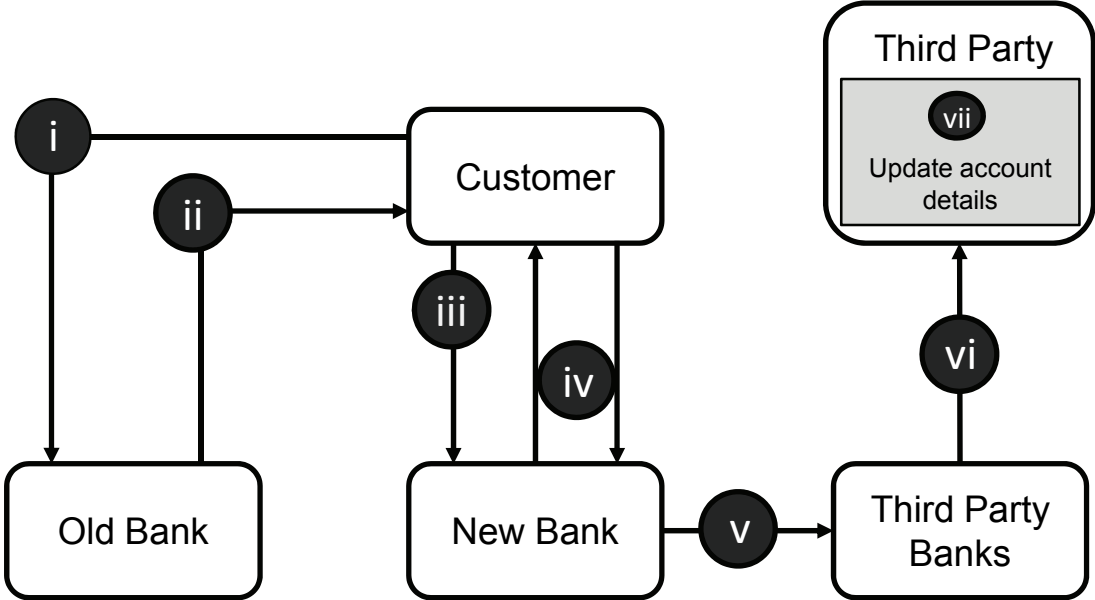 Third Party
vii
Update account
details
i
Customer
ii
iii
iv
vi
Old Bank
New Bank
v
Third Party
Banks